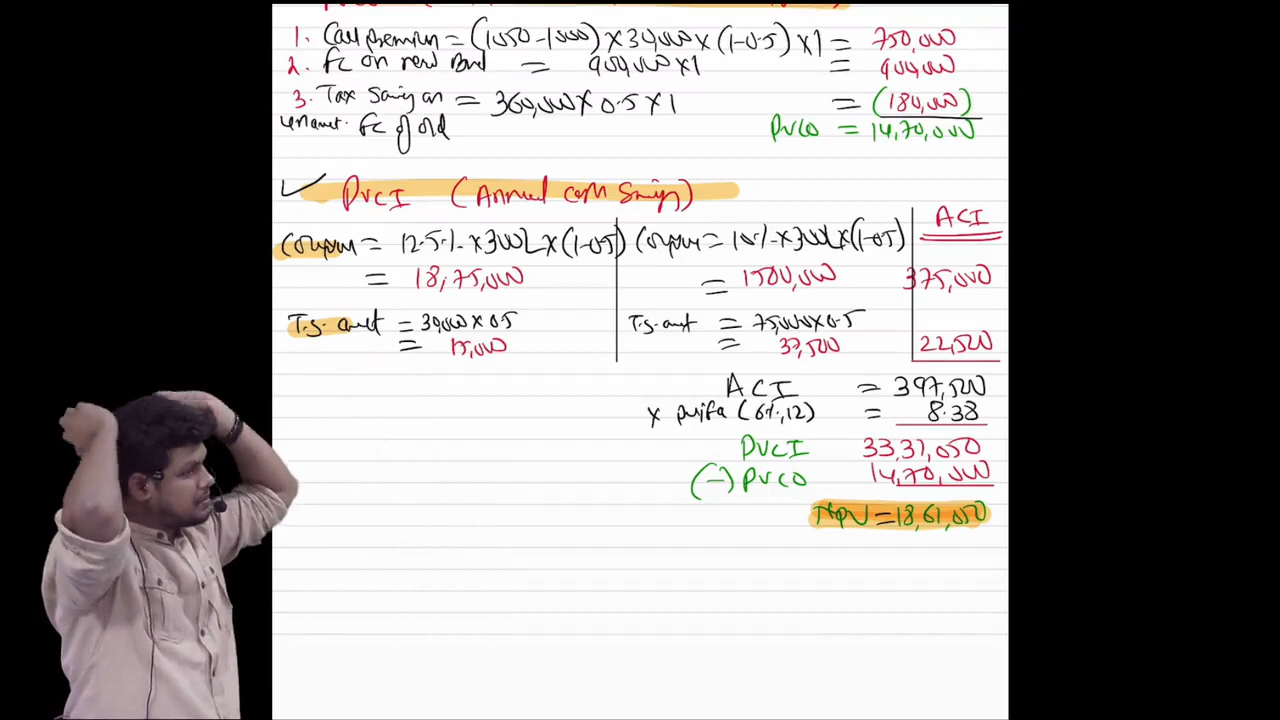 1. Call premium = (1050-1000) × 30,000 × (1-0.5) × 1 = 750,000
2. Fc on new Bond = 900,000 × 1 = 900,000
3. Tax Saving on = 360,000 × 0.5 × 1 = (180,000)
unamort. Fc of old
PVCO = 14,70,000
PVCI (Annual cash Savings)
Coupon = 12.5% × 300L × (1-0.5) Coupon = 10% × 300L × (1-0.5) ACI
= 18,75,000 = 1500,000 375,000
T.S. amt = 30,000 × 0.5 T.S. amt = 75,000 × 0.5
= 15,000 = 37,500 22,500
ACI = 397,500
× pvifa (6%, 12) = 8.38
PVCI 33,31,050
(-) PVCO 14,70,000
NPV = 18,61,050